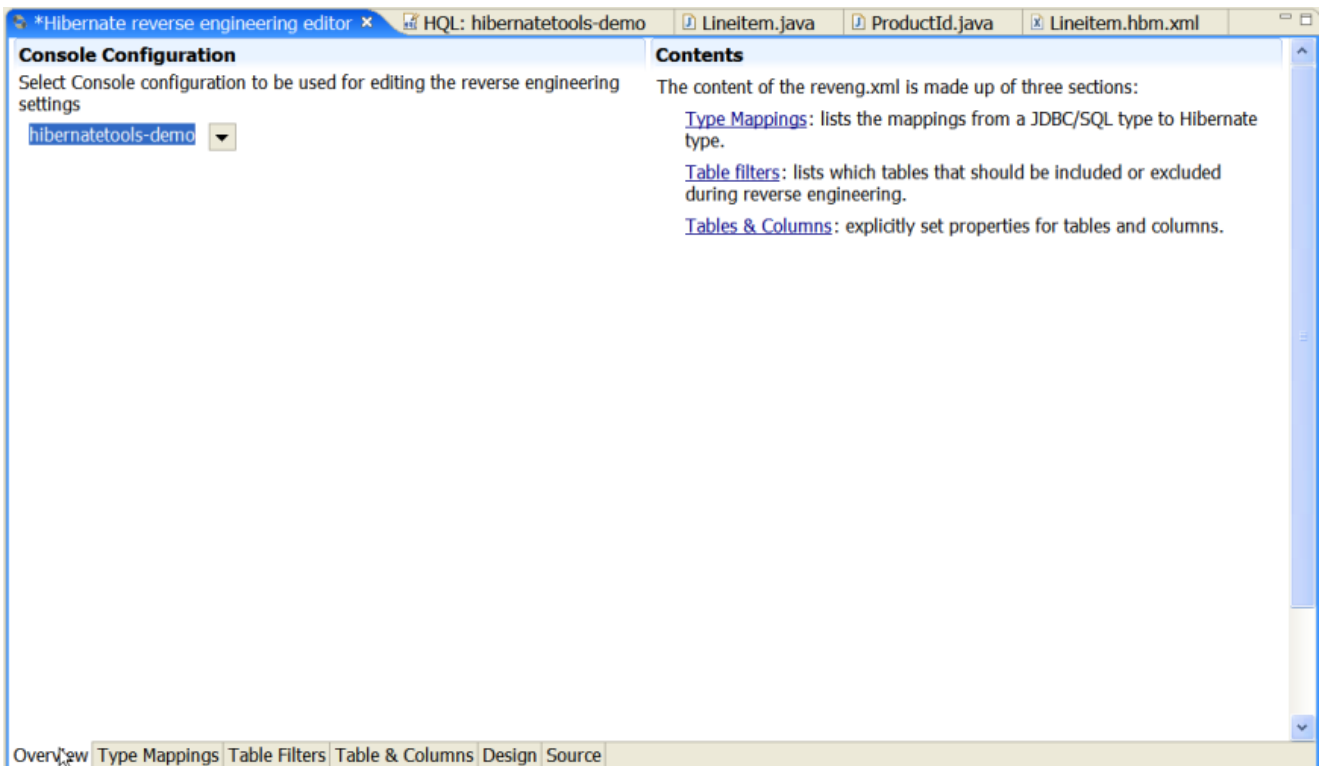 *Hibernate reverse engineering editor HQL: hibernatetools-demo Lineitem.java ProductId.java Lineitem.hbm.xml
Console Configuration
Select Console configuration to be used for editing the reverse engineering
settings
hibernatetools-demo
Contents
The content of the reveng.xml is made up of three sections:
Type Mappings: lists the mappings from a JDBC/SQL type to Hibernate
type.
Table filters: lists which tables that should be included or excluded
during reverse engineering.
Tables & Columns: explicitly set properties for tables and columns.
Overview Type Mappings Table Filters Table & Columns Design Source